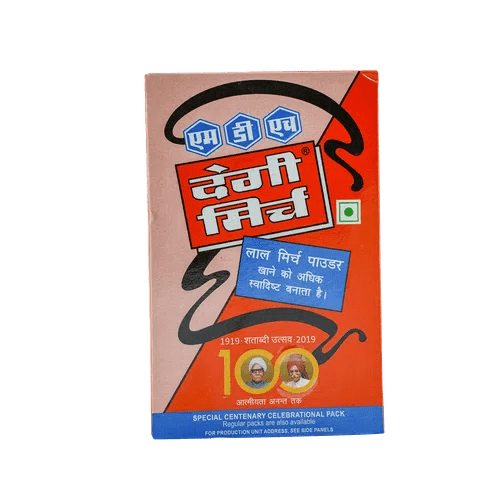 एम डी एच
देगी
मिर्च®
लाल मिर्च पाउडर
खाने को अधिक
स्वादिष्ट बनाता है।
1919 - शताब्दी उत्सव - 2019
100
आत्मीयता अनन्त तक
SPECIAL CENTENARY CELEBRATIONAL PACK
Regular packs are also available
FOR PRODUCTION UNIT ADDRESS, SEE SIDE PANELS